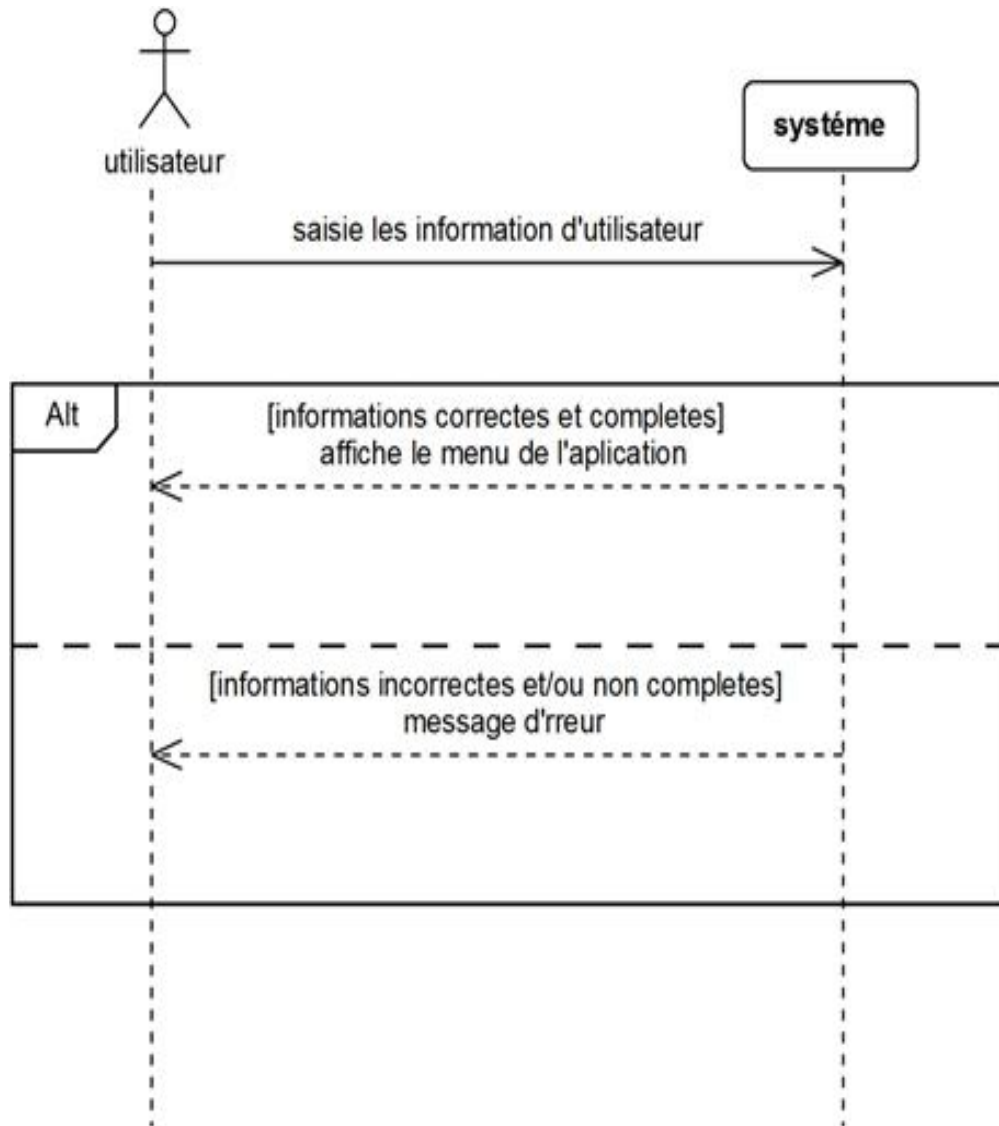 utilisateur
systéme
saisie les information d'utilisateur
Alt
[informations correctes et completes]
affiche le menu de l'aplication
[informations incorrectes et/ou non completes]
message d'rreur